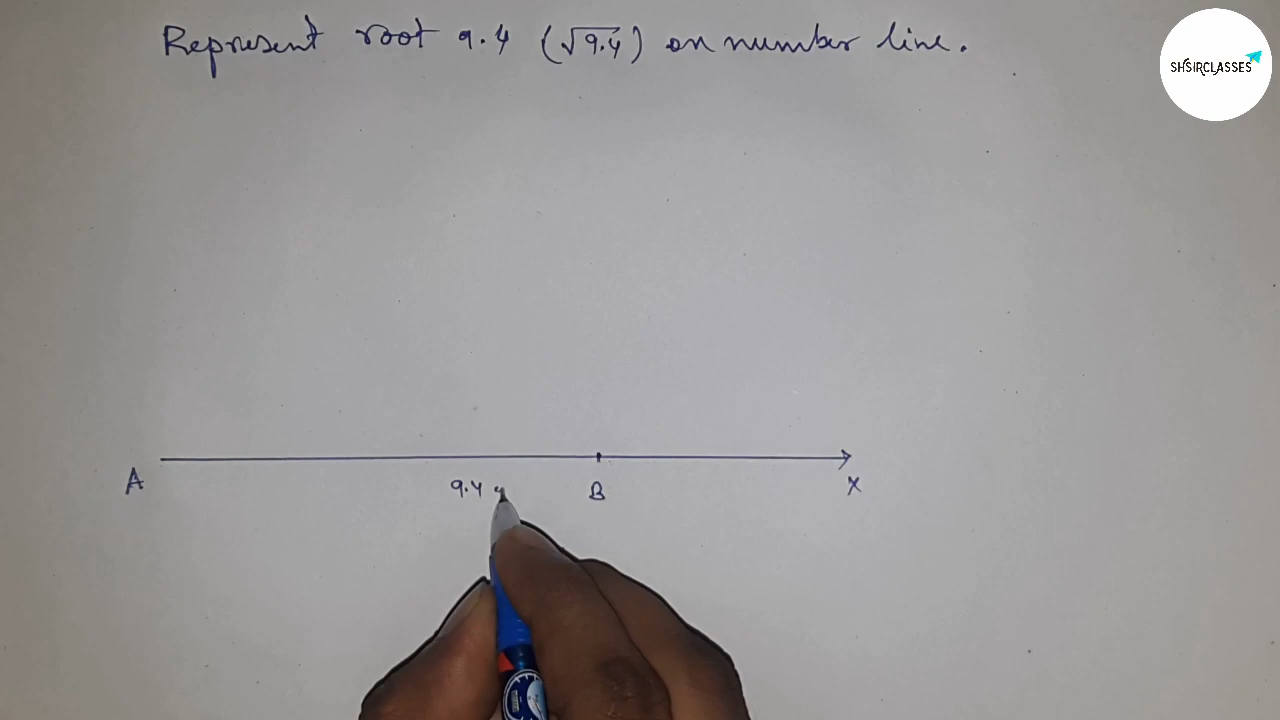 Represent root 9.4 (√9.4) on number line.
SHSIRCLASSES
A
9.4
B
X